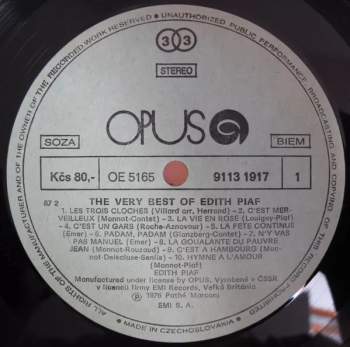 MANUFACTURER AND OF THE OWNER OF THE RECORDED WORK RESERVED • UNAUTHORIZED PUBLIC PERFORMANCE, BROADCASTING AND COPYING OF THIS RECORD PROHIBITED
33
STEREO
OPUS
SOZA
BIEM
Kčs 80,-
OE 5165
9113 1917
1
87 2
THE VERY BEST OF EDITH PIAF
1. LES TROIS CLOCHES (Villard arr. Herrand) – 2. C'EST MER-
VEILLEUX (Monnot-Contet) – 3. LA VIE EN ROSE (Louigny-Piaf)
4. C'EST UN GARS (Roche-Aznavour) – 5. LA FÊTE CONTINUE
(Emer) – 6. PADAM, PADAM (Glanzberg-Contet) – 7. N'Y VAS
PAS MANUEL (Emer) – 8. LA GOUALANTE DU PAUVRE
JEAN (Monnot-Rouzaud) – 9. C'EST A HAMBOURG (Mon-
not-Delecluse-Senlis) – 10. HYMNE A L'AMOUR
(Monnot-Piaf)
EDITH PIAF
Manufactured under license by OPUS, Vyrobené v ČSSR
v licencii firmy EMI Records, Veľká Británia
℗ 1976 Pathé Marconi
EMI S. A.
ALL RIGHTS OF THE
MADE IN CZECHOSLOVAKIA